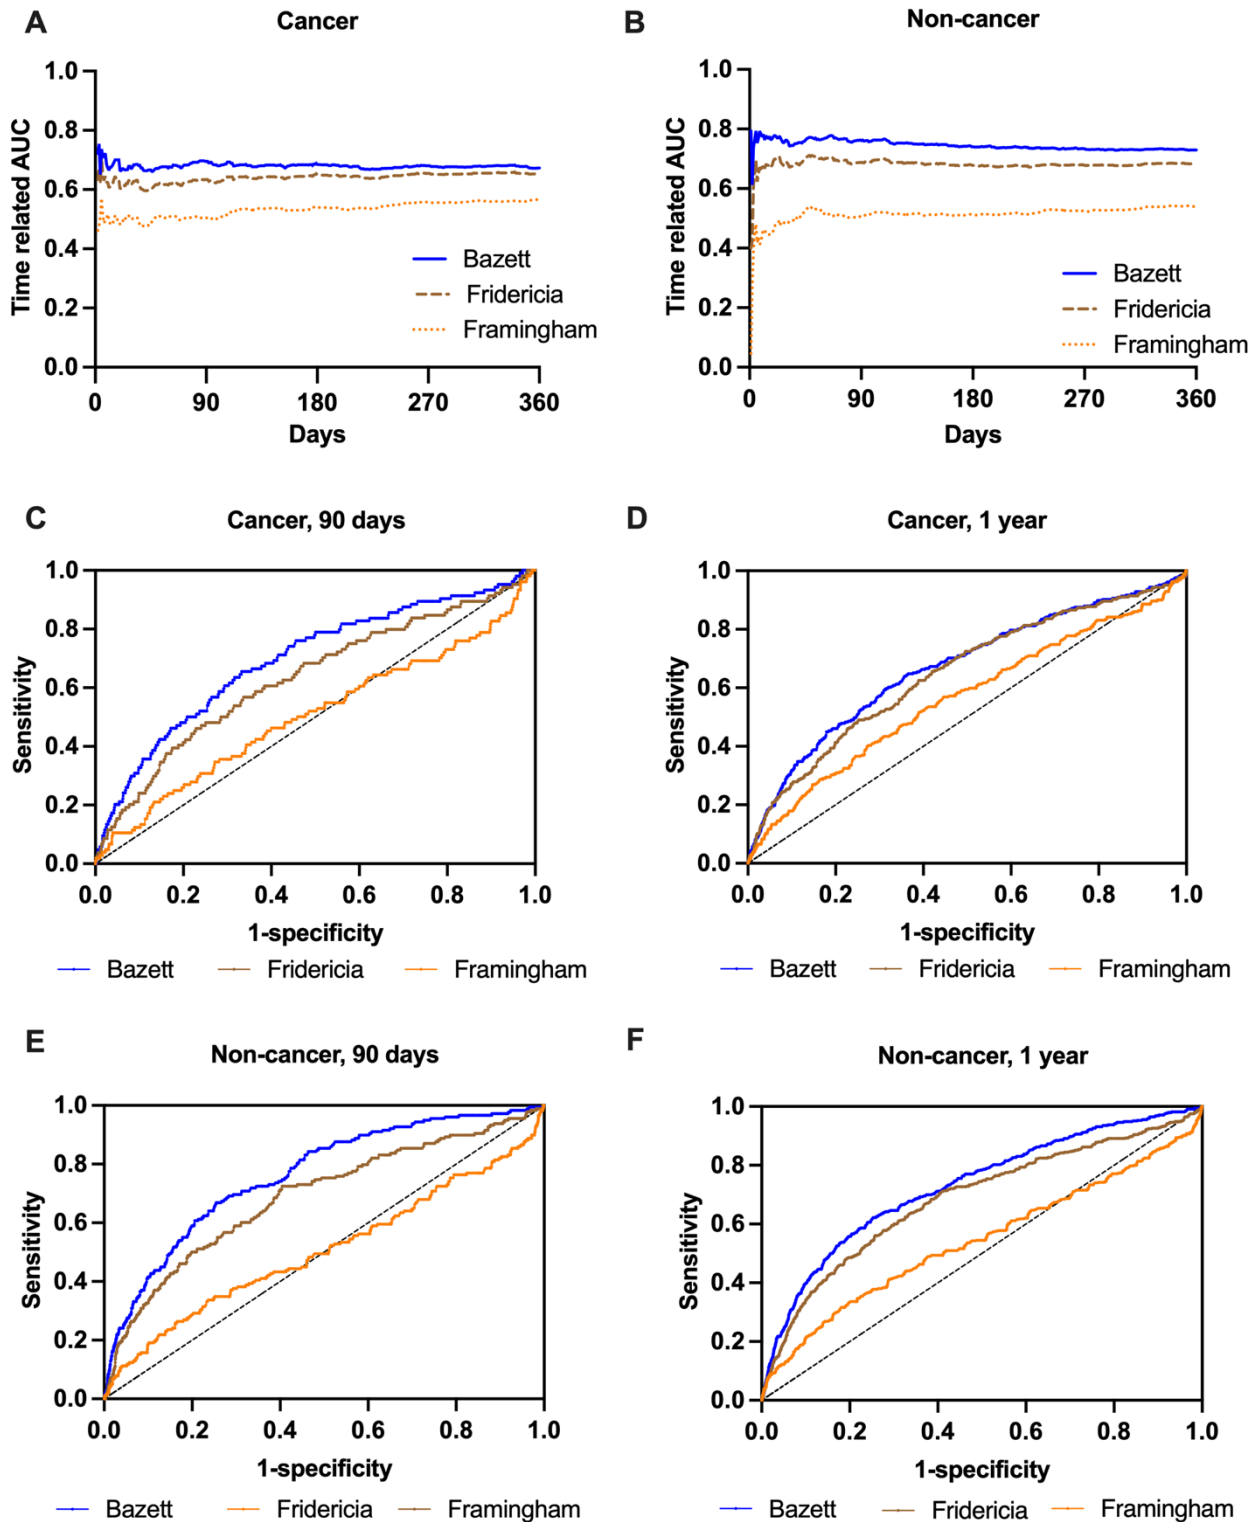 A
Cancer
Time related AUC
1.0
0.8
0.6
0.4
0.2
0.0
Bazett
Fridericia
Framingham
0 90 180 270 360
Days
B
Non-cancer
Time related AUC
1.0
0.8
0.6
0.4
0.2
0.0
Bazett
Fridericia
Framingham
0 90 180 270 360
Days
C
Cancer, 90 days
Sensitivity
1.0
0.8
0.6
0.4
0.2
0.0
0.0 0.2 0.4 0.6 0.8 1.0
1-specificity
Bazett Fridericia Framingham
D
Cancer, 1 year
Sensitivity
1.0
0.8
0.6
0.4
0.2
0.0
0.0 0.2 0.4 0.6 0.8 1.0
1-specificity
Bazett Fridericia Framingham
E
Non-cancer, 90 days
Sensitivity
1.0
0.8
0.6
0.4
0.2
0.0
0.0 0.2 0.4 0.6 0.8 1.0
1-specificity
Bazett Fridericia Framingham
F
Non-cancer, 1 year
Sensitivity
1.0
0.8
0.6
0.4
0.2
0.0
0.0 0.2 0.4 0.6 0.8 1.0
1-specificity
Bazett Fridericia Framingham